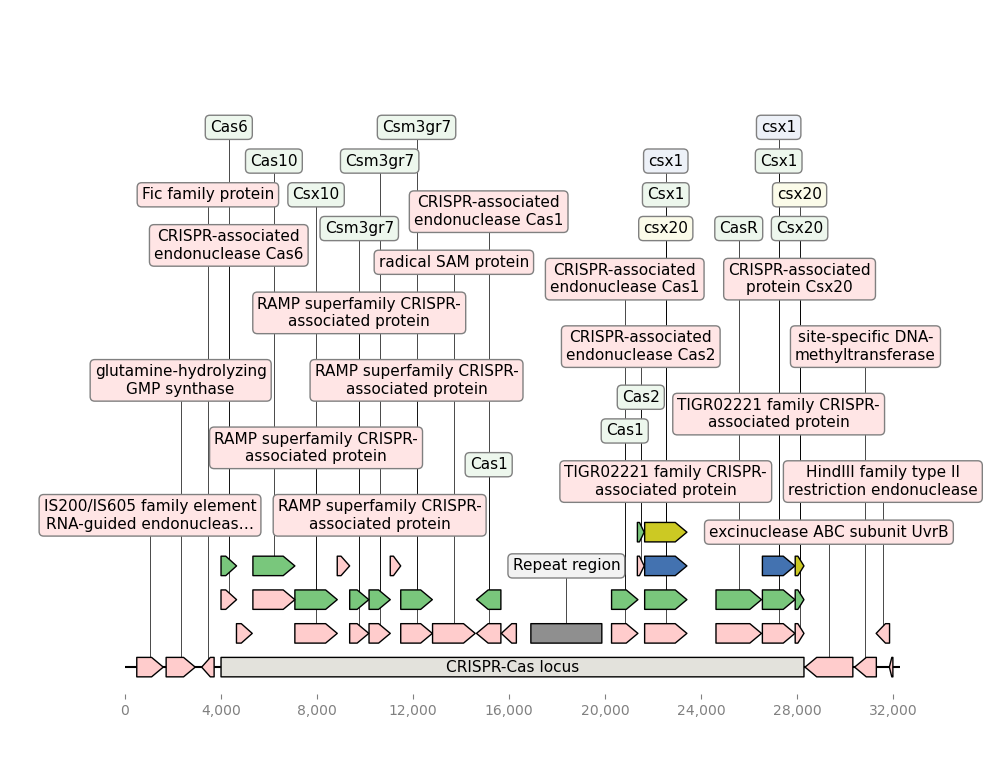 Cas6
Csm3gr7
csx1
Cas10
Csm3gr7
csx1
Csx1
Fic family protein
Csx10
Csx1
csx20
CRISPR-associated
endonuclease Cas1
Csm3gr7
csx20
CasR
Csx20
CRISPR-associated
endonuclease Cas6
radical SAM protein
CRISPR-associated
endonuclease Cas1
CRISPR-associated
protein Csx20
RAMP superfamily CRISPR-
associated protein
CRISPR-associated
endonuclease Cas2
site-specific DNA-
methyltransferase
glutamine-hydrolyzing
GMP synthase
RAMP superfamily CRISPR-
associated protein
Cas2
TIGR02221 family CRISPR-
associated protein
Cas1
RAMP superfamily CRISPR-
associated protein
Cas1
TIGR02221 family CRISPR-
associated protein
HindIII family type II
restriction endonuclease
IS200/IS605 family element
RNA-guided endonucleas…
RAMP superfamily CRISPR-
associated protein
excinuclease ABC subunit UvrB
Repeat region
CRISPR-Cas locus
0
4,000
8,000
12,000
16,000
20,000
24,000
28,000
32,000